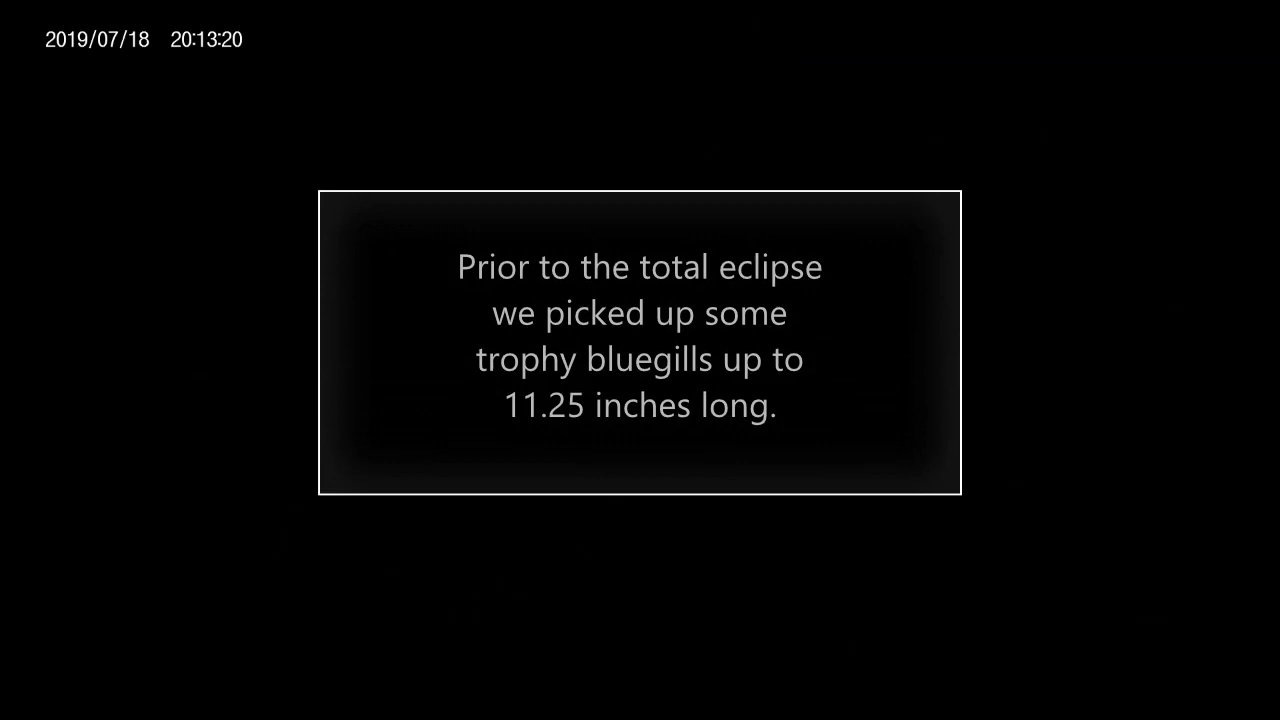 2019/07/18 20:13:20
Prior to the total eclipse
we picked up some
trophy bluegills up to
11.25 inches long.